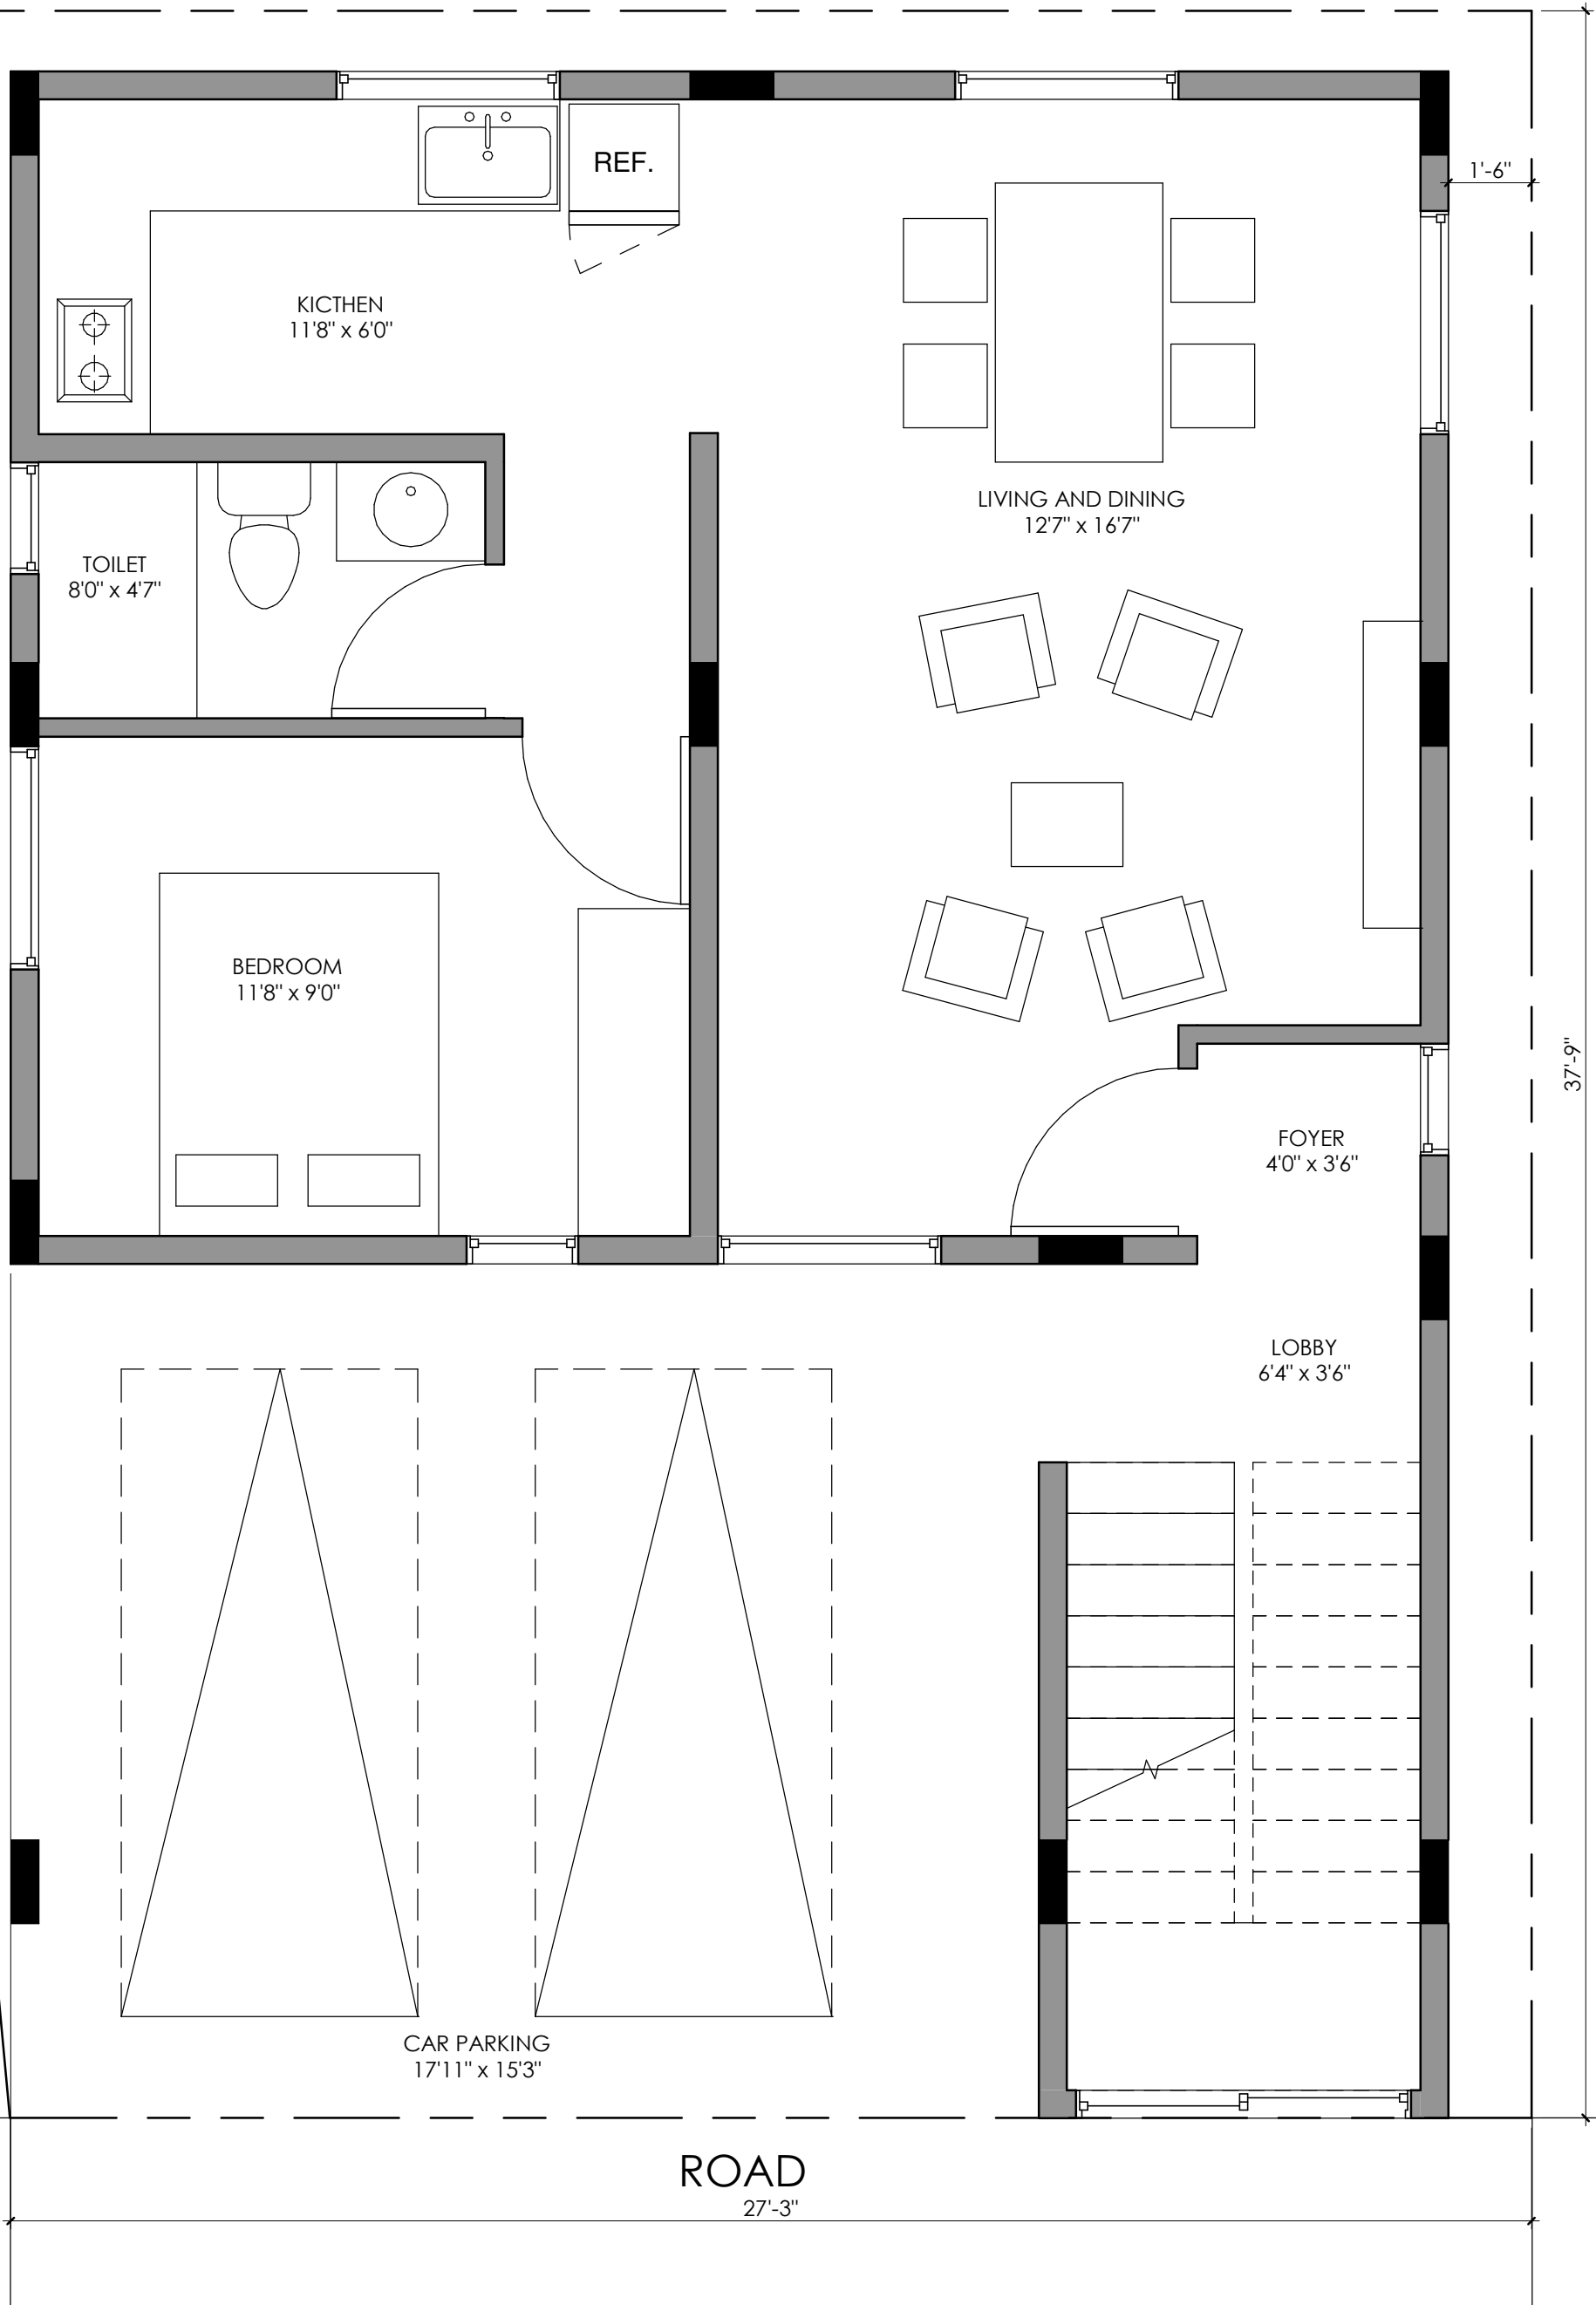 1'-6"
REF.
KICTHEN
11'8" x 6'0"
LIVING AND DINING
12'7" x 16'7"
TOILET
8'0" x 4'7"
BEDROOM
11'8" x 9'0"
37'-9"
FOYER
4'0" x 3'6"
LOBBY
6'4" x 3'6"
CAR PARKING
17'11" x 15'3"
ROAD
27'-3"